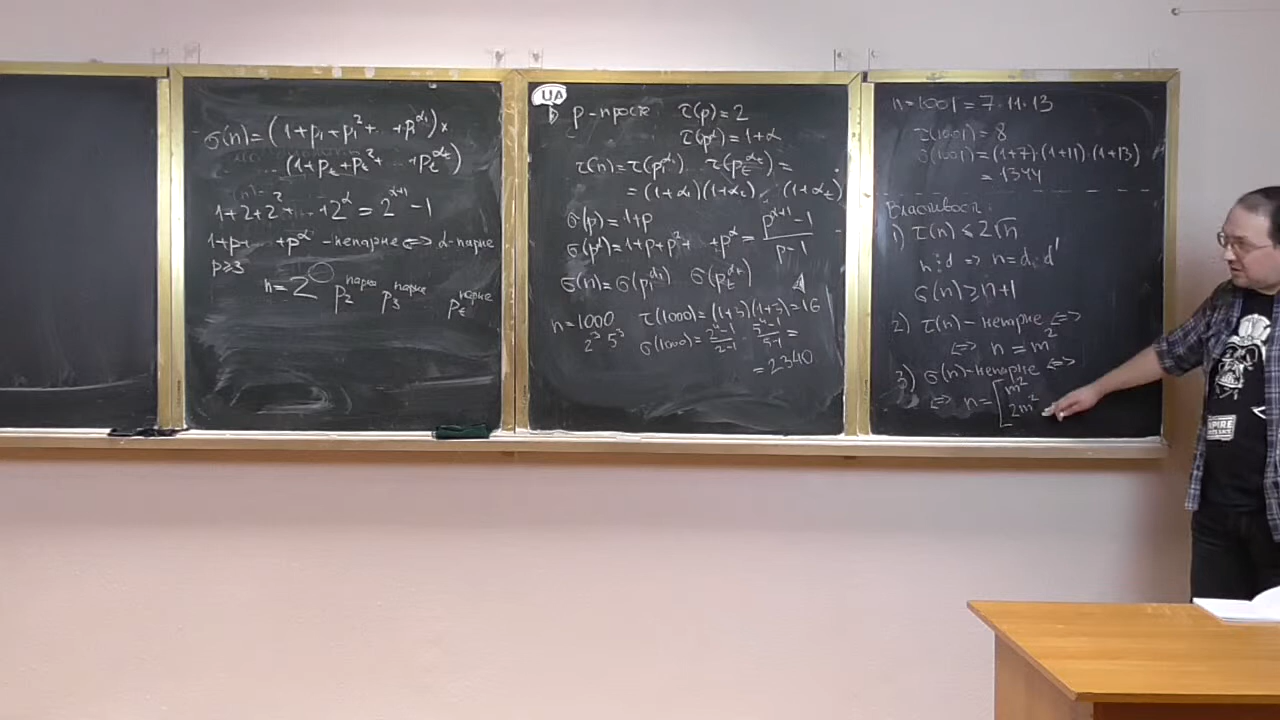 σ(n)=(1+p₁+p₁²+...+p₁^α₁)×
...(1+p_t+p_t²+...+p_t^α_t)
1+2+2²+...+2^α=2^(α+1)-1
1+p+...+p^α -непарне⇔α-парне
p≥3
n=2 p₂^парне p₃^парне p_t^парне
UA
p-просте τ(p)=2
τ(p^α)=1+α
τ(n)=τ(p₁^α₁)...τ(p_t^α_t)=
=(1+α₁)(1+α₂)...(1+α_t)
σ(p)=1+p
σ(p^α)=1+p+p²+...+p^α=(p^(α+1)-1)/(p-1)
σ(n)=σ(p₁^α₁)...σ(p_t^α_t)
n=1000 τ(1000)=(1+3)(1+3)=16
2³5³ σ(1000)=(2⁴-1)/(2-1)·(5⁴-1)/(5-1)=
=2340
n=1001=7·11·13
τ(1001)=8
σ(1001)=(1+7)·(1+11)·(1+13)
=1344
Властивості:
1) τ(n)≤2√n
n⋮d ⇒ n=d·d'
σ(n)≥n+1
2) τ(n)-непарне ⇔
⇔ n=m²
3) σ(n)-непарне ⇔
⇔ n=[m²
2m²